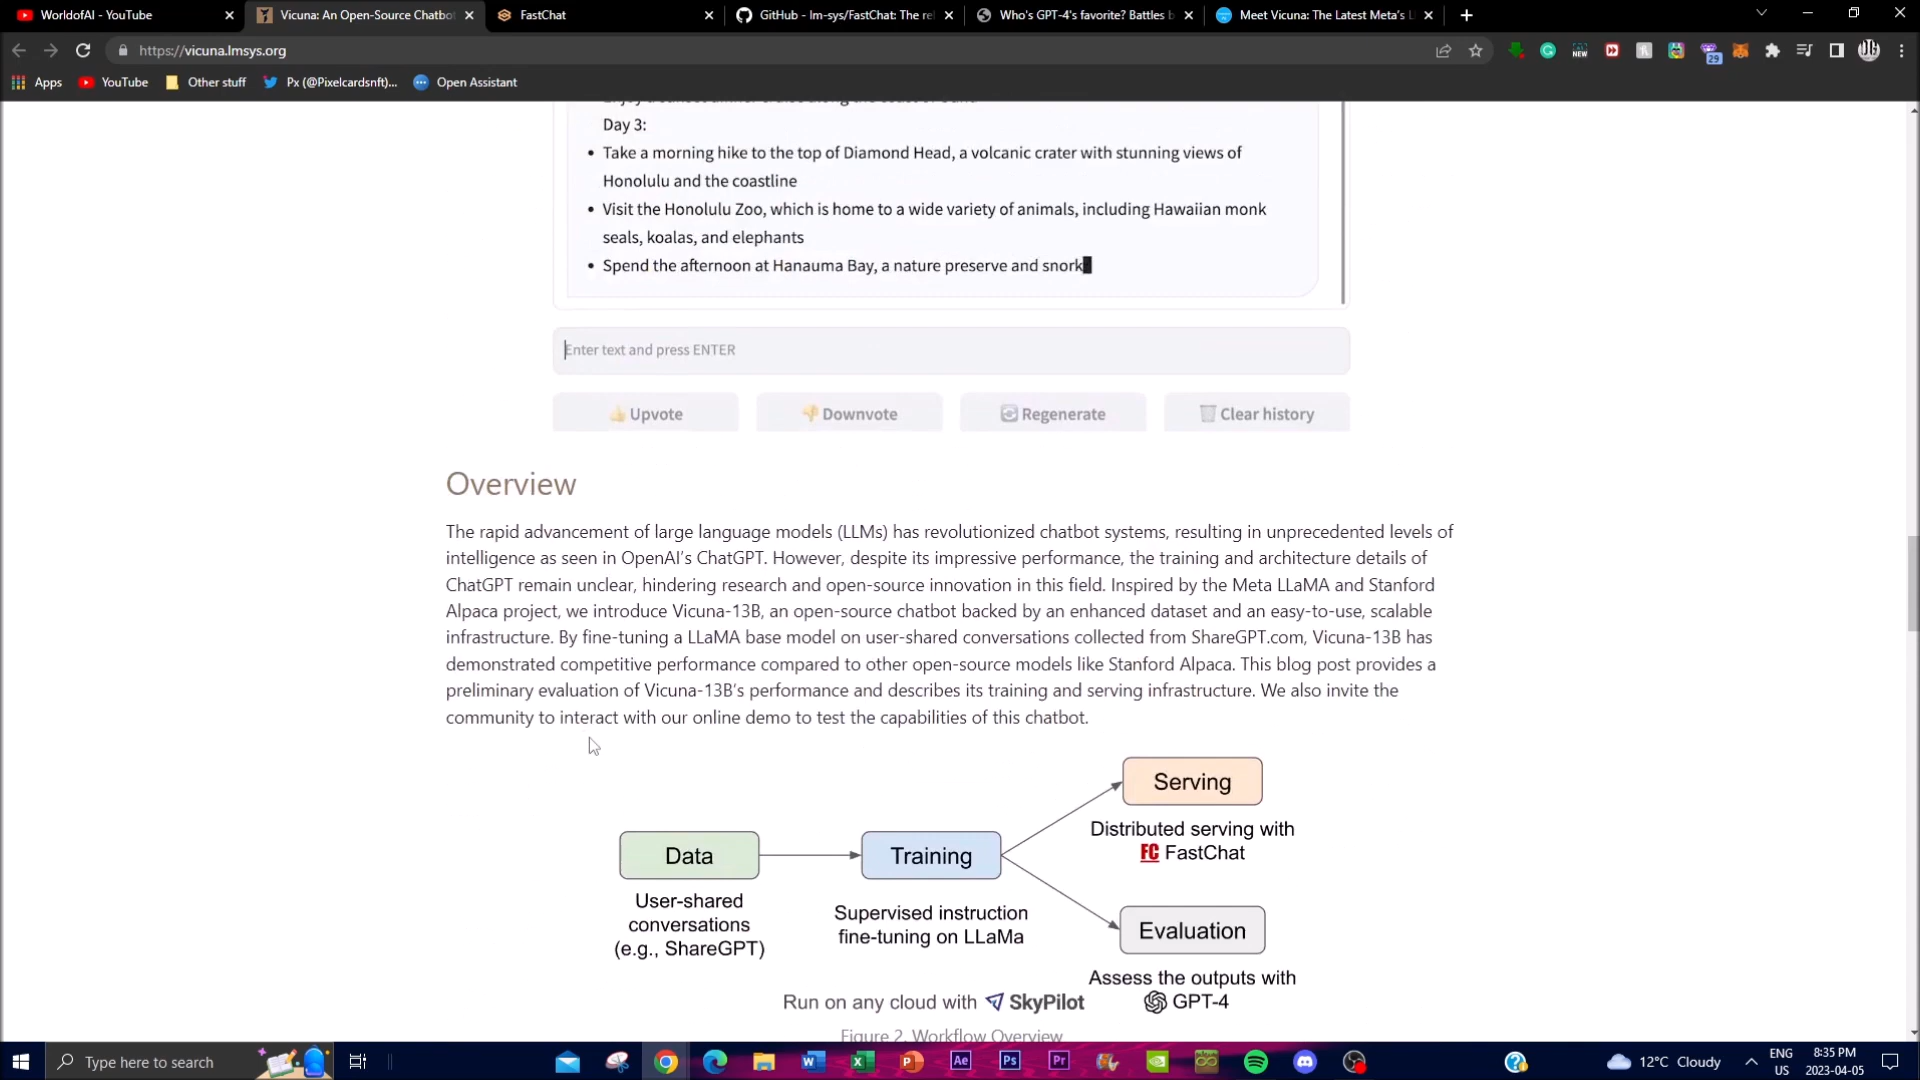 WorldofAI - YouTube
Vicuna: An Open-Source Chatbot
FastChat
GitHub - lm-sys/FastChat: The re
Who's GPT-4's favorite? Battles b
Meet Vicuna: The Latest Meta's L
https://vicuna.lmsys.org
29
Apps
YouTube
Other stuff
Px (@Pixelcardsnft)...
Open Assistant
Day 3:
• Take a morning hike to the top of Diamond Head, a volcanic crater with stunning views of
Honolulu and the coastline
• Visit the Honolulu Zoo, which is home to a wide variety of animals, including Hawaiian monk
seals, koalas, and elephants
• Spend the afternoon at Hanauma Bay, a nature preserve and snork
Enter text and press ENTER
Upvote
Downvote
Regenerate
Clear history
Overview
The rapid advancement of large language models (LLMs) has revolutionized chatbot systems, resulting in unprecedented levels of
intelligence as seen in OpenAI's ChatGPT. However, despite its impressive performance, the training and architecture details of
ChatGPT remain unclear, hindering research and open-source innovation in this field. Inspired by the Meta LLaMA and Stanford
Alpaca project, we introduce Vicuna-13B, an open-source chatbot backed by an enhanced dataset and an easy-to-use, scalable
infrastructure. By fine-tuning a LLaMA base model on user-shared conversations collected from ShareGPT.com, Vicuna-13B has
demonstrated competitive performance compared to other open-source models like Stanford Alpaca. This blog post provides a
preliminary evaluation of Vicuna-13B's performance and describes its training and serving infrastructure. We also invite the
community to interact with our online demo to test the capabilities of this chatbot.
Serving
Distributed serving with
FC FastChat
Data
Training
User-shared
conversations
(e.g., ShareGPT)
Supervised instruction
fine-tuning on LLaMa
Evaluation
Assess the outputs with
GPT-4
Run on any cloud with SkyPilot
Figure 2. Workflow Overview
Type here to search
12°C Cloudy
ENG
US
8:35 PM
2023-04-05